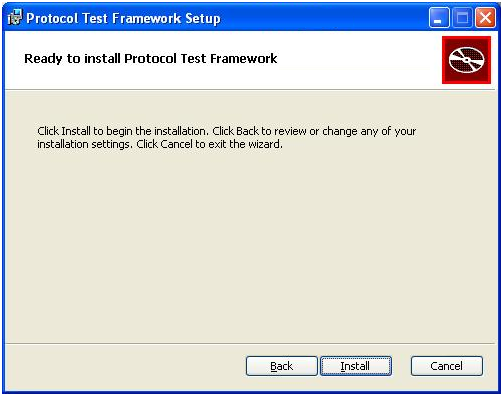 Protocol Test Framework Setup
Ready to install Protocol Test Framework
Click Install to begin the installation. Click Back to review or change any of your
installation settings. Click Cancel to exit the wizard.
Back Install Cancel